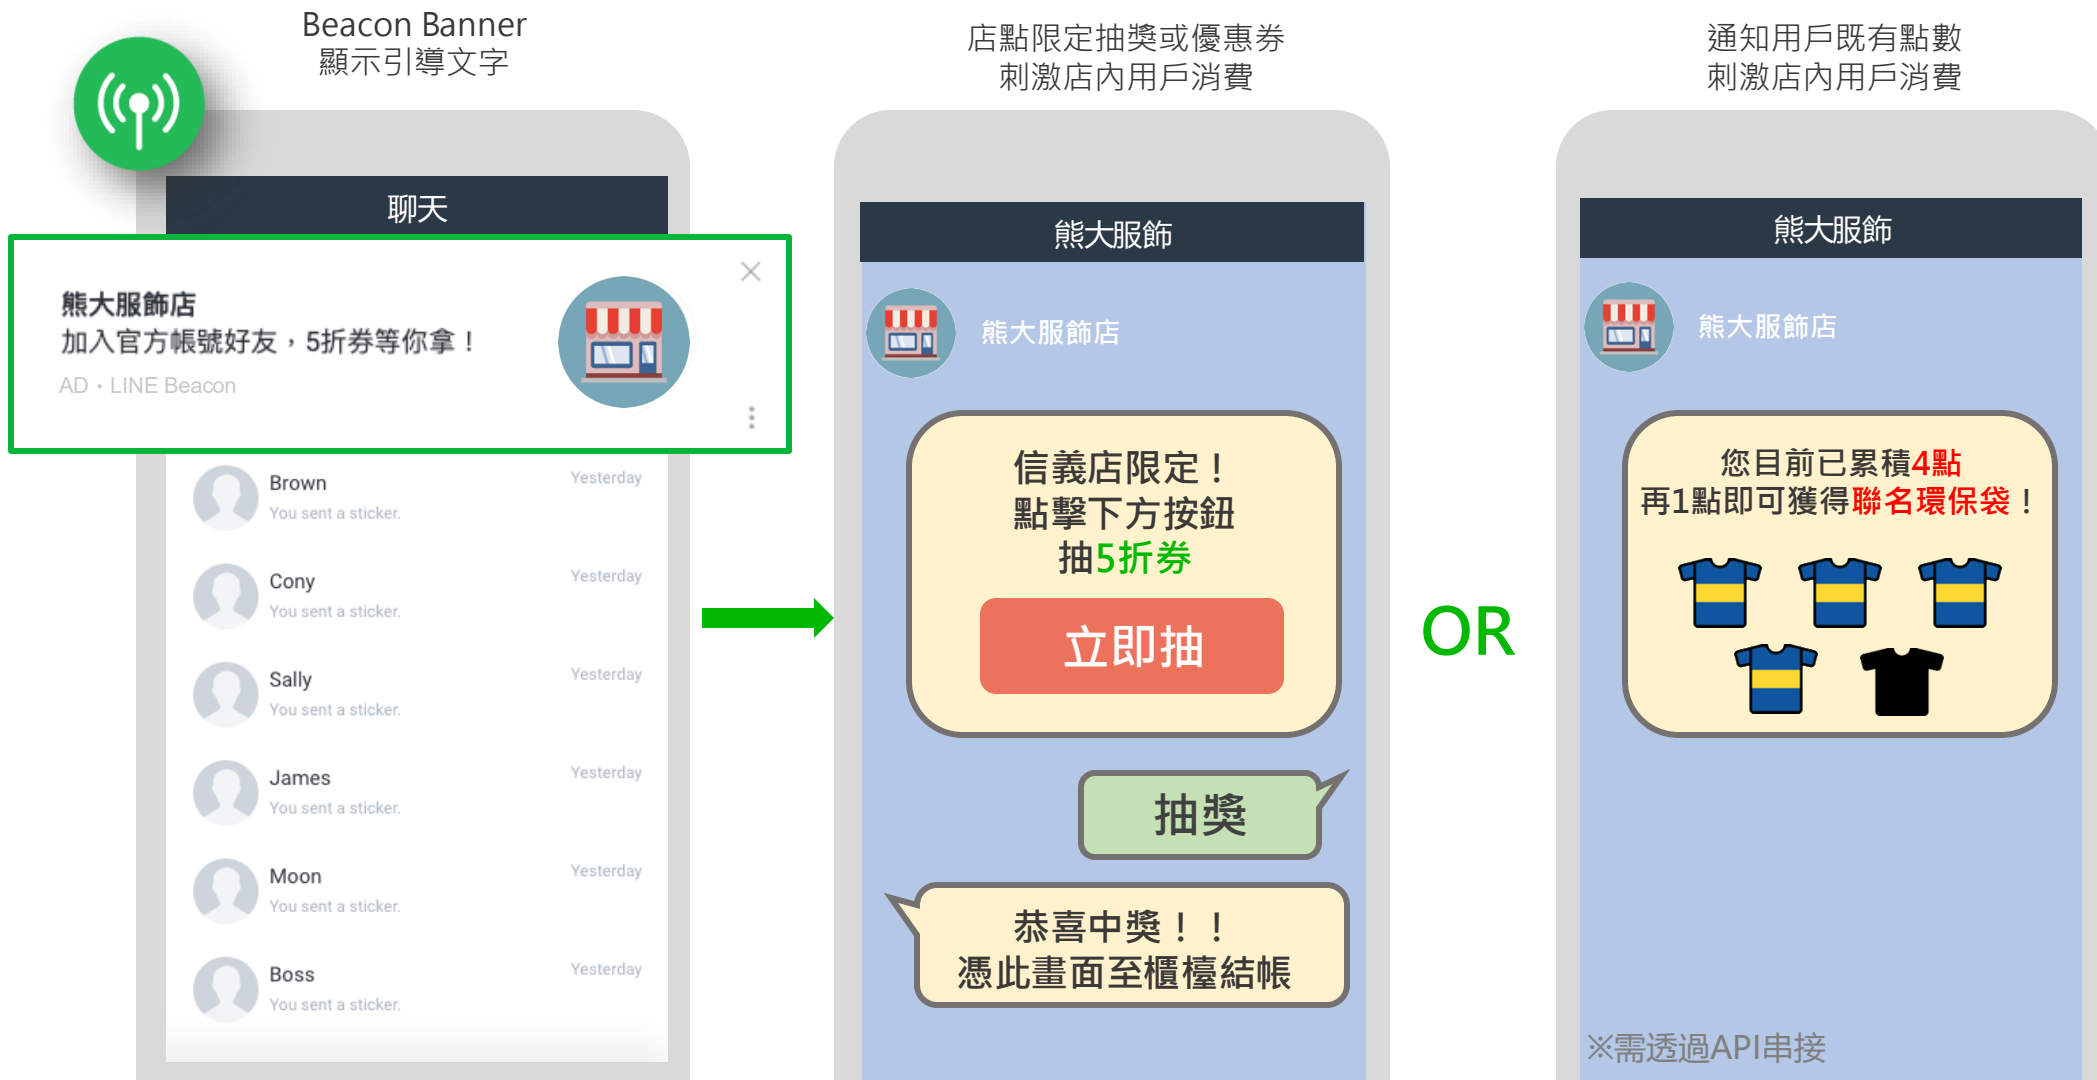 Beacon Banner
顯示引導文字
聊天
熊大服飾店
加入官方帳號好友，5折券等你拿！
AD・LINE Beacon
Brown
Yesterday
You sent a sticker.
Cony
Yesterday
You sent a sticker.
Sally
Yesterday
You sent a sticker.
James
Yesterday
You sent a sticker.
Moon
Yesterday
You sent a sticker.
Boss
Yesterday
You sent a sticker.
店點限定抽獎或優惠券
刺激店內用戶消費
熊大服飾
熊大服飾店
信義店限定！
點擊下方按鈕
抽5折券
立即抽
抽獎
恭喜中獎！！
憑此畫面至櫃檯結帳
OR
通知用戶既有點數
刺激店內用戶消費
熊大服飾
熊大服飾店
您目前已累積4點
再1點即可獲得聯名環保袋！
※需透過API串接